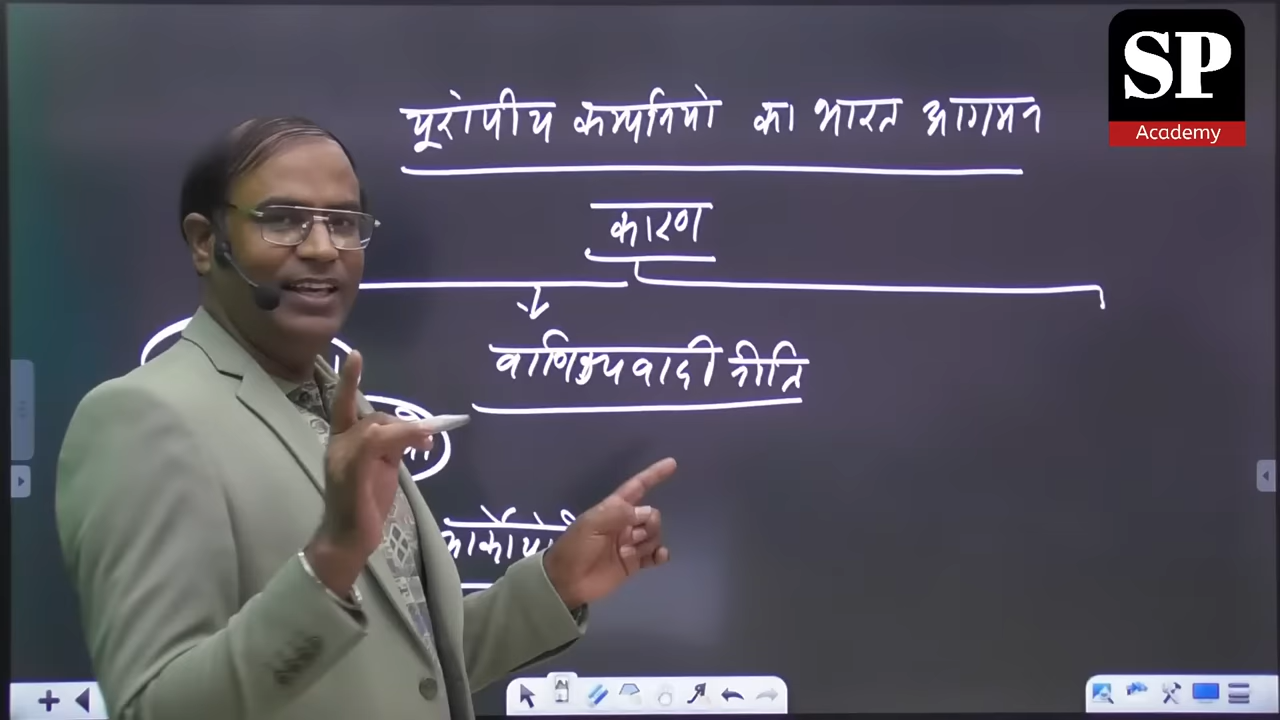 SP
Academy
यूरोपीय कम्पनियो का भारत आगमन
कारण
वाणिज्यवादी नीति